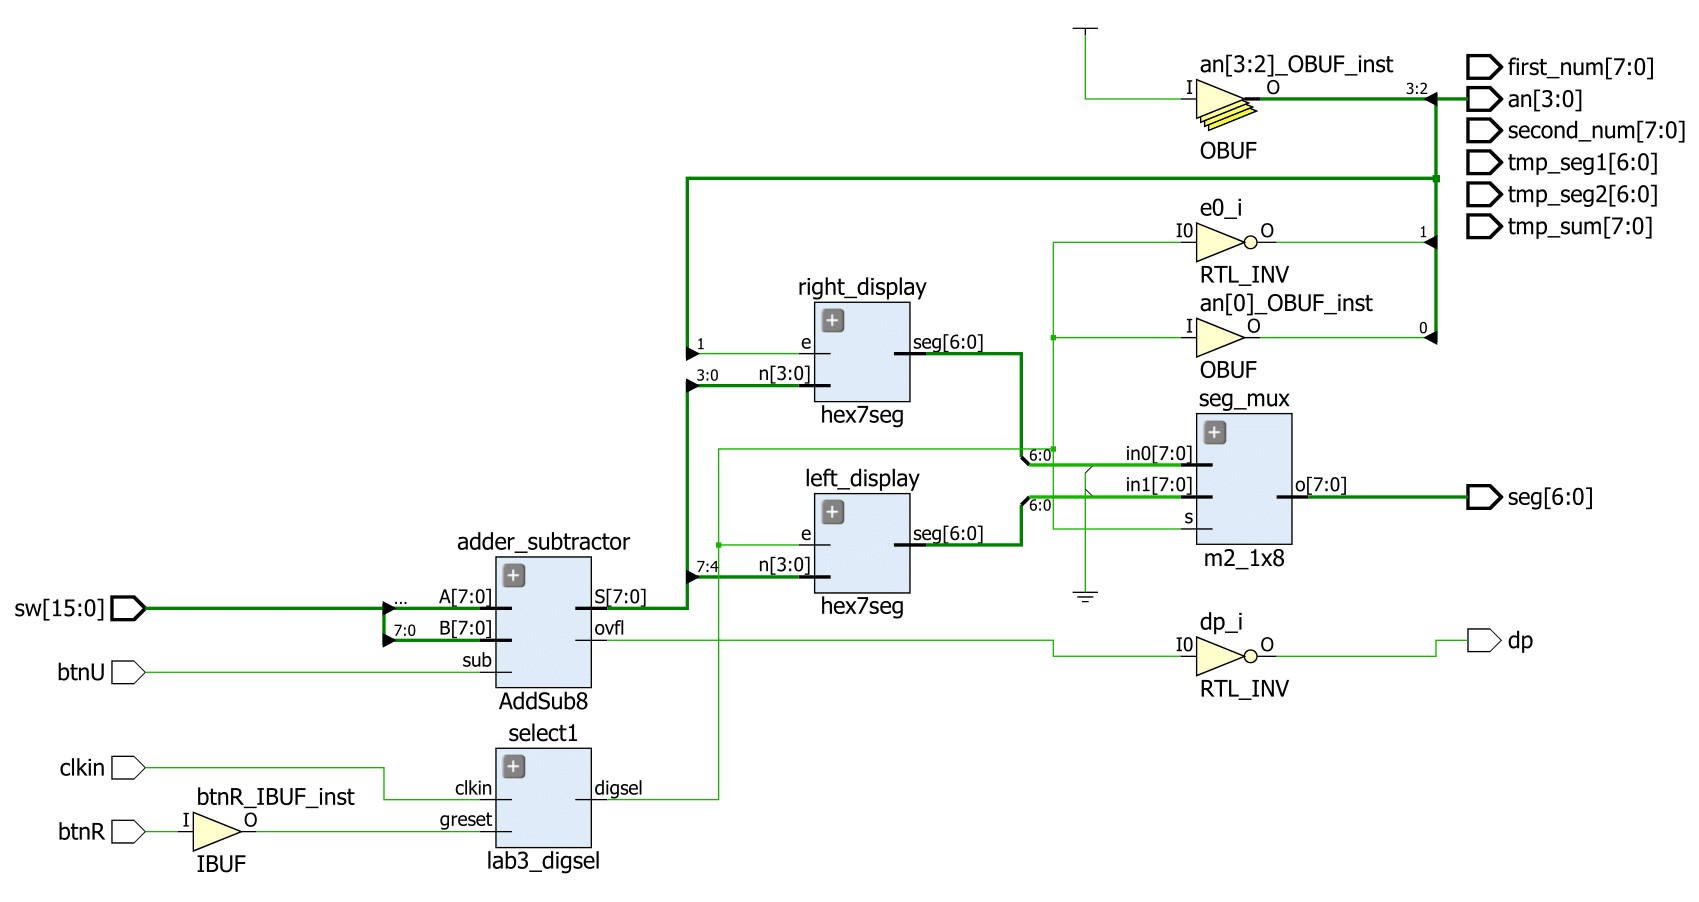 an[3:2]_OBUF_inst
I
O
3:2
OBUF
first_num[7:0]
an[3:0]
second_num[7:0]
tmp_seg1[6:0]
tmp_seg2[6:0]
tmp_sum[7:0]
e0_i
I0
O
1
RTL_INV
an[0]_OBUF_inst
I
O
0
OBUF
right_display
1
e
seg[6:0]
3:0
n[3:0]
hex7seg
seg_mux
6:0
in0[7:0]
in1[7:0]
6:0
o[7:0]
s
m2_1x8
seg[6:0]
left_display
e
seg[6:0]
7:4
n[3:0]
hex7seg
adder_subtractor
sw[15:0]
...
A[7:0]
S[7:0]
7:0
B[7:0]
ovfl
btnU
sub
AddSub8
dp_i
I0
O
RTL_INV
dp
select1
clkin
clkin
digsel
btnR_IBUF_inst
btnR
I
O
greset
IBUF
lab3_digsel